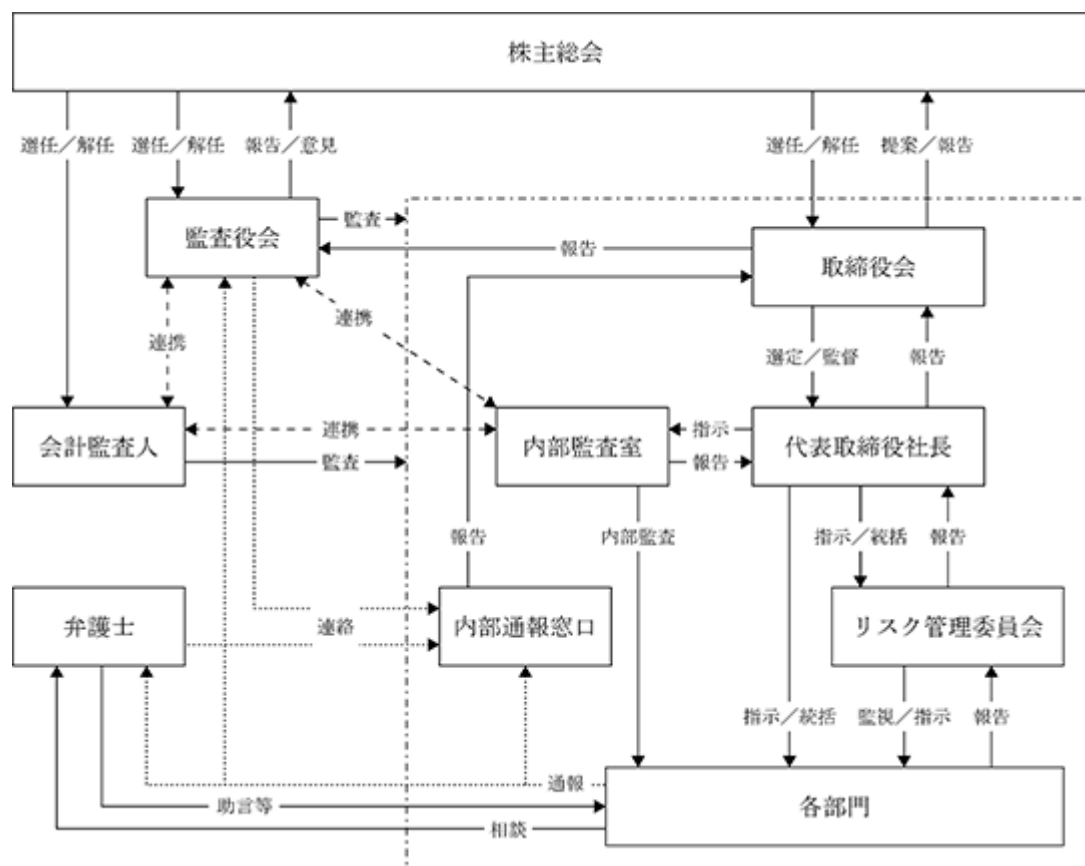 株主総会
選任／解任
選任／解任
報告／意見
選任／解任
提案／報告
監査役会
監査
報告
取締役会
連携
連携
選定／監督
報告
会計監査人
連携
監査
内部監査室
指示
報告
代表取締役社長
報告
内部監査
指示／統括
報告
弁護士
連絡
内部通報窓口
リスク管理委員会
指示／統括
監視／指示
報告
通報
助言等
相談
各部門